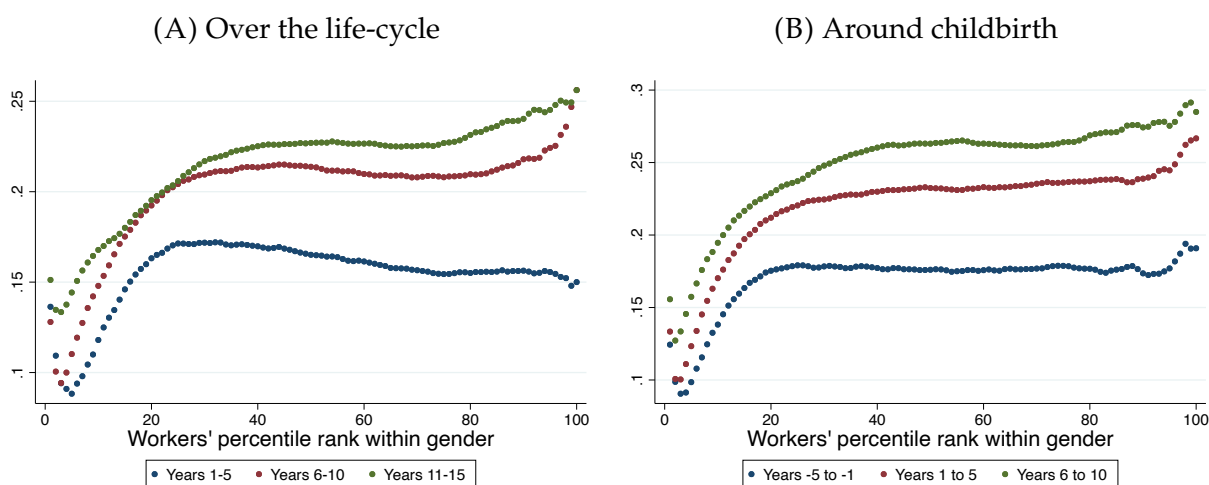 (A) Over the life-cycle
.25
.2
.15
.1
0 20 40 60 80 100
Workers' percentile rank within gender
Years 1-5 Years 6-10 Years 11-15
(B) Around childbirth
.3
.25
.2
.15
.1
0 20 40 60 80 100
Workers' percentile rank within gender
Years -5 to -1 Years 1 to 5 Years 6 to 10